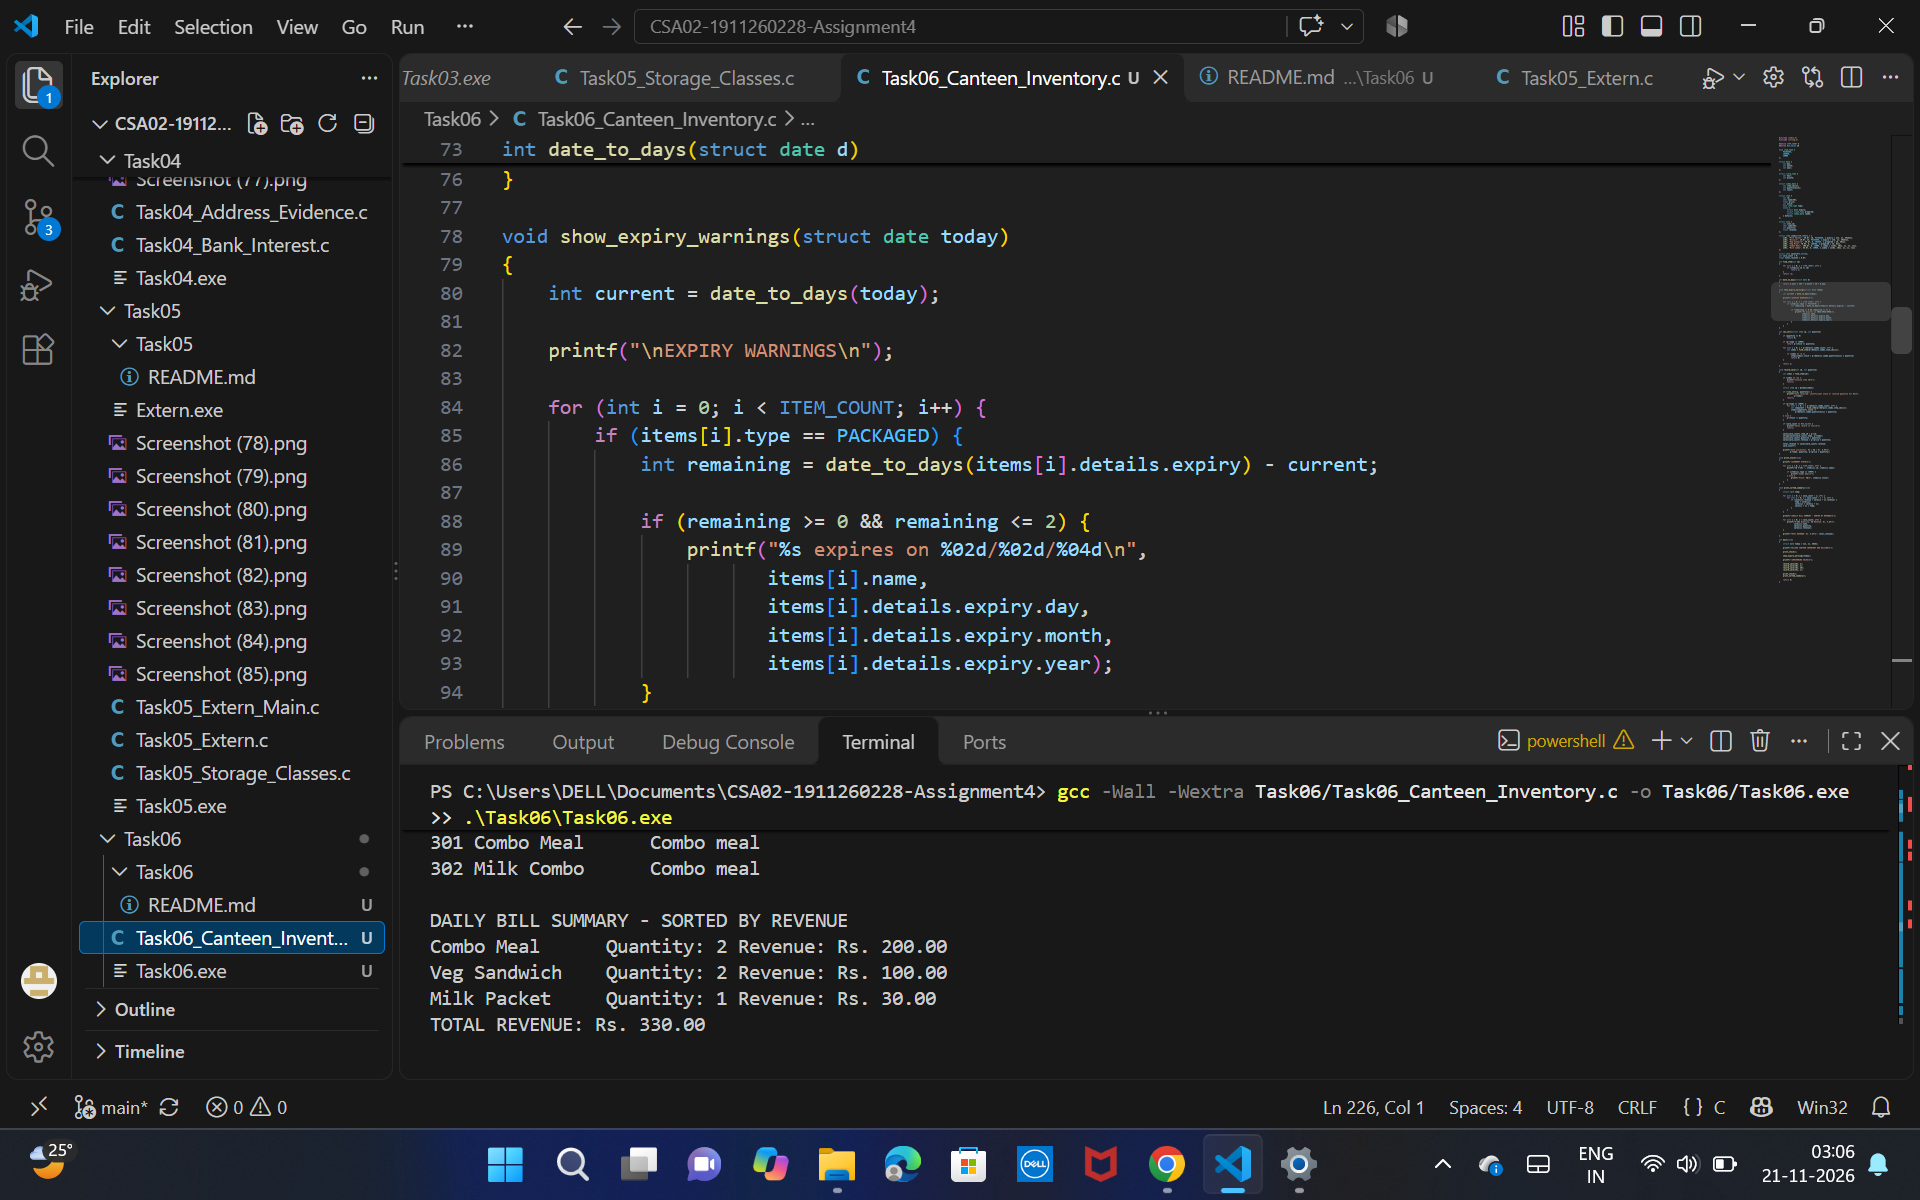 File Edit Selection View Go Run ...
CSA02-1911260228-Assignment4
Explorer
Task03.exe
C Task05_Storage_Classes.c
C Task06_Canteen_Inventory.c U
README.md ...\Task06 U
C Task05_Extern.c
1
CSA02-19112...
Task06 > C Task06_Canteen_Inventory.c > ...
Task04
Screenshot (77).png
C Task04_Address_Evidence.c
C Task04_Bank_Interest.c
Task04.exe
Task05
Task05
README.md
Extern.exe
Screenshot (78).png
Screenshot (79).png
Screenshot (80).png
Screenshot (81).png
Screenshot (82).png
Screenshot (83).png
Screenshot (84).png
Screenshot (85).png
C Task05_Extern_Main.c
C Task05_Extern.c
C Task05_Storage_Classes.c
Task05.exe
Task06
Task06
README.md U
C Task06_Canteen_Invent... U
Task06.exe U
Outline
Timeline
3
73 int date_to_days(struct date d)
76 }
77
78 void show_expiry_warnings(struct date today)
79 {
80 int current = date_to_days(today);
81
82 printf("\nEXPIRY WARNINGS\n");
83
84 for (int i = 0; i < ITEM_COUNT; i++) {
85 if (items[i].type == PACKAGED) {
86 int remaining = date_to_days(items[i].details.expiry) - current;
87
88 if (remaining >= 0 && remaining <= 2) {
89 printf("%s expires on %02d/%02d/%04d\n",
90 items[i].name,
91 items[i].details.expiry.day,
92 items[i].details.expiry.month,
93 items[i].details.expiry.year);
94 }
Problems Output Debug Console Terminal Ports
powershell
PS C:\Users\DELL\Documents\CSA02-1911260228-Assignment4> gcc -Wall -Wextra Task06/Task06_Canteen_Inventory.c -o Task06/Task06.exe
>> .\Task06\Task06.exe
301 Combo Meal Combo meal
302 Milk Combo Combo meal
DAILY BILL SUMMARY - SORTED BY REVENUE
Combo Meal Quantity: 2 Revenue: Rs. 200.00
Veg Sandwich Quantity: 2 Revenue: Rs. 100.00
Milk Packet Quantity: 1 Revenue: Rs. 30.00
TOTAL REVENUE: Rs. 330.00
main* 0 0
Ln 226, Col 1 Spaces: 4 UTF-8 CRLF { } C Win32
25°
DELL
ENG
IN
03:06
21-11-2026